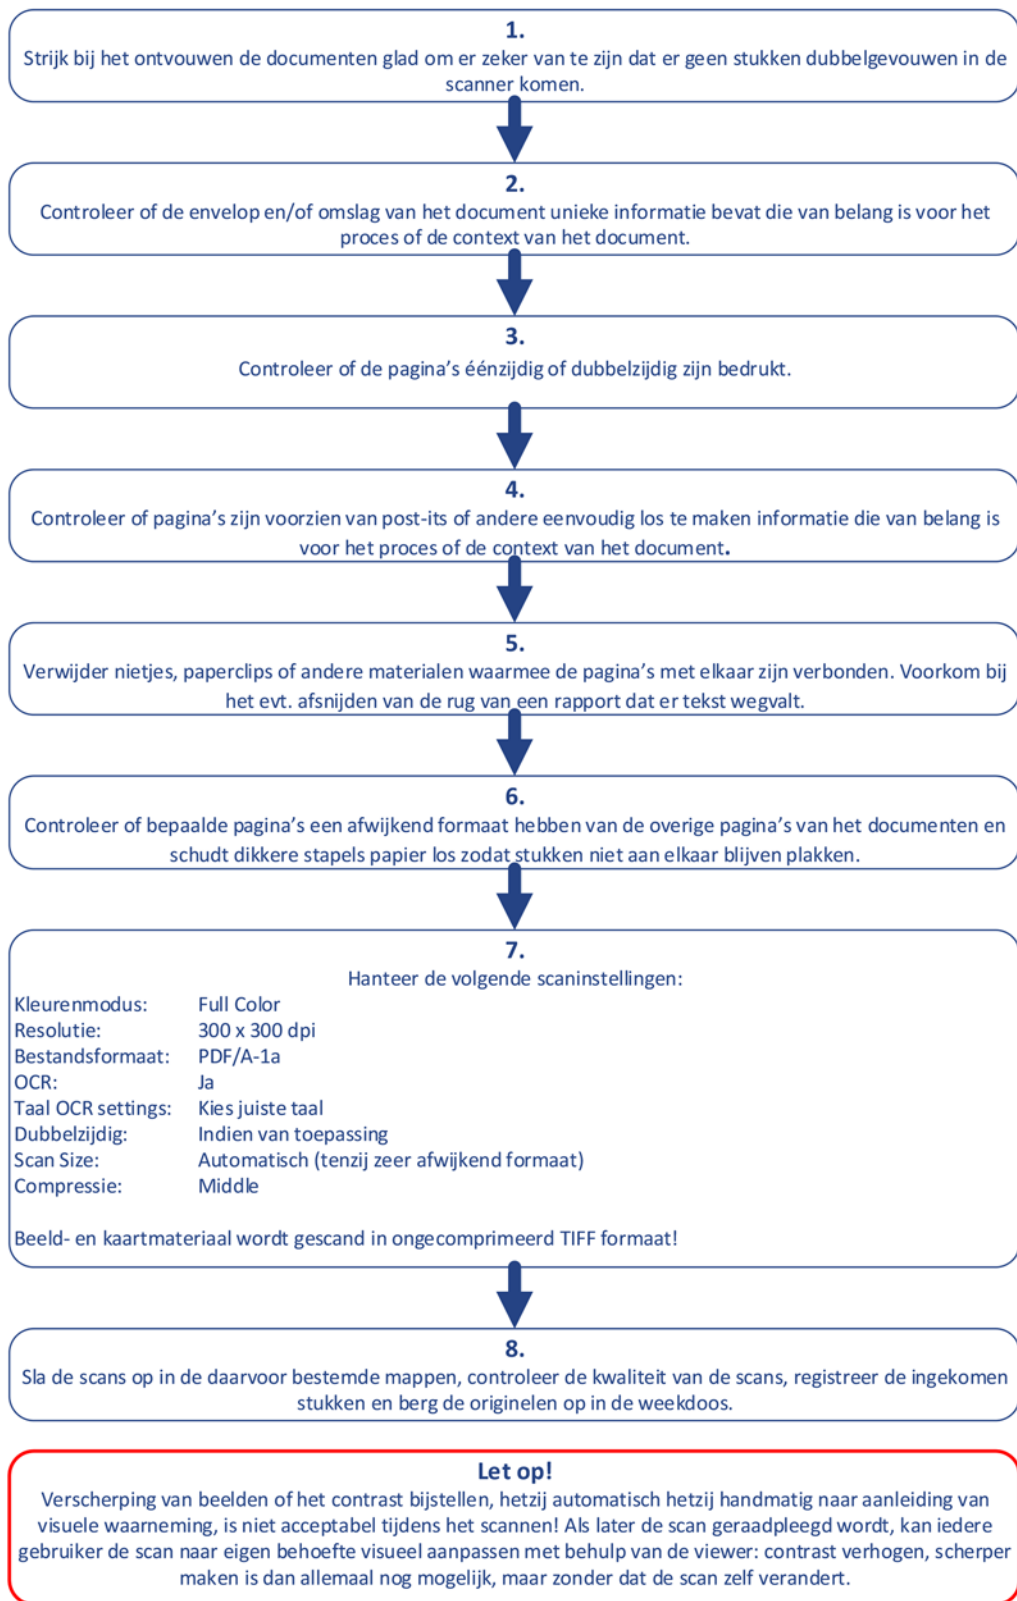 1.
Strijk bij het ontvouwen de documenten glad om er zeker van te zijn dat er geen stukken dubbelgevouwen in de
scanner komen.
2.
Controleer of de envelop en/of omslag van het document unieke informatie bevat die van belang is voor het
proces of de context van het document.
3.
Controleer of de pagina's éénzijdig of dubbelzijdig zijn bedrukt.
4.
Controleer of pagina's zijn voorzien van post-its of andere eenvoudig los te maken informatie die van belang is
voor het proces of de context van het document.
5.
Verwijder nietjes, paperclips of andere materialen waarmee de pagina's met elkaar zijn verbonden. Voorkom bij
het evt. afsnijden van de rug van een rapport dat er tekst wegvalt.
6.
Controleer of bepaalde pagina's een afwijkend formaat hebben van de overige pagina's van het documenten en
schudt dikkere stapels papier los zodat stukken niet aan elkaar blijven plakken.
7.
Hanteer de volgende scaninstellingen:
Kleurenmodus: Full Color
Resolutie: 300 x 300 dpi
Bestandsformaat: PDF/A-1a
OCR: Ja
Taal OCR settings: Kies juiste taal
Dubbelzijdig: Indien van toepassing
Scan Size: Automatisch (tenzij zeer afwijkend formaat)
Compressie: Middle
Beeld- en kaartmateriaal wordt gescand in ongecomprimeerd TIFF formaat!
8.
Sla de scans op in de daarvoor bestemde mappen, controleer de kwaliteit van de scans, registreer de ingekomen
stukken en berg de originelen op in de weekdoos.
Let op!
Verscherping van beelden of het contrast bijstellen, hetzij automatisch hetzij handmatig naar aanleiding van
visuele waarneming, is niet acceptabel tijdens het scannen! Als later de scan geraadpleegd wordt, kan iedere
gebruiker de scan naar eigen behoefte visueel aanpassen met behulp van de viewer: contrast verhogen, scherper
maken is dan allemaal nog mogelijk, maar zonder dat de scan zelf verandert.